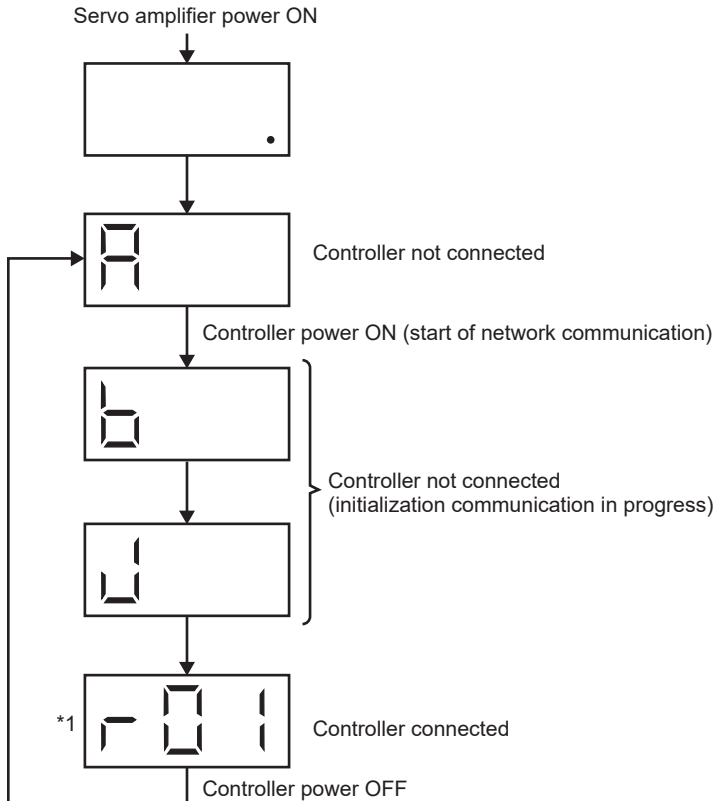 Servo amplifier power ON
.
A
Controller not connected
Controller power ON (start of network communication)
b
Controller not connected
(initialization communication in progress)
J
*1
r01
Controller connected
Controller power OFF